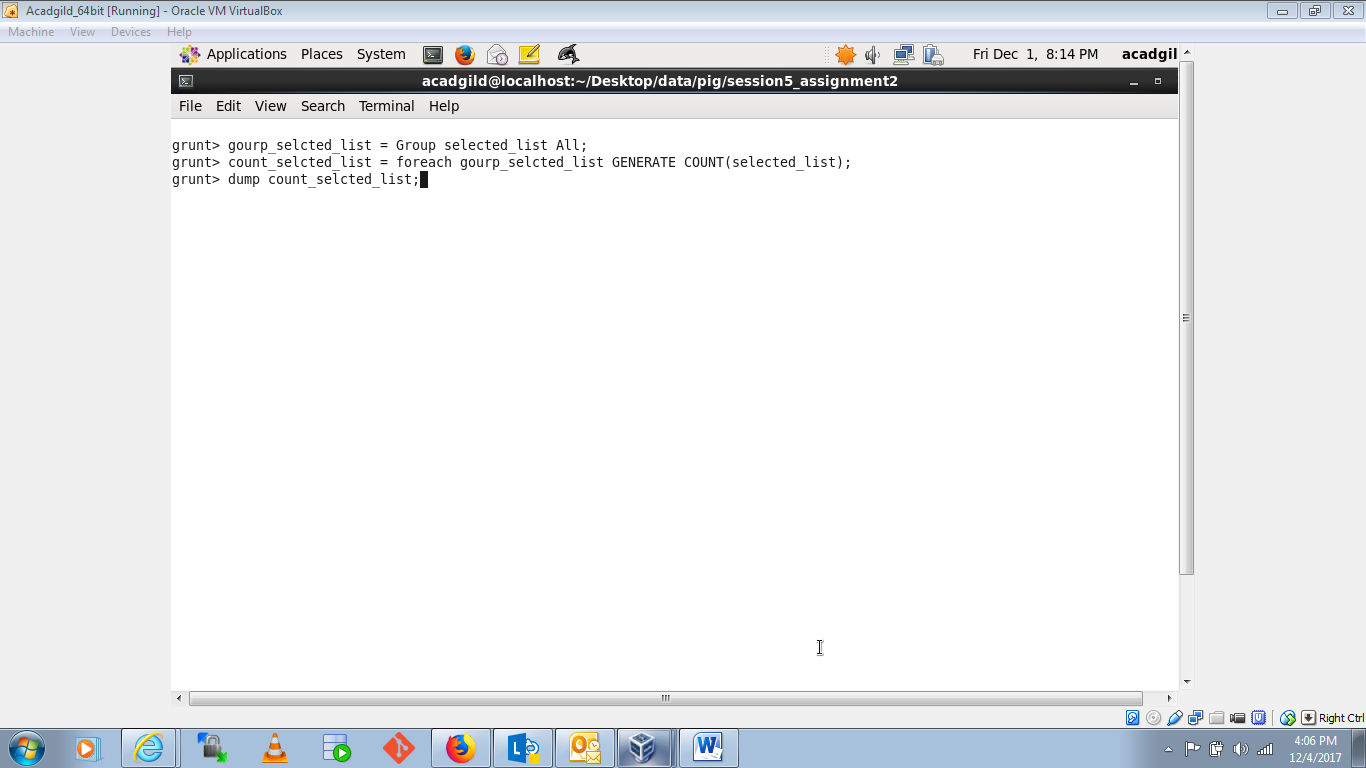 Acadgild_64bit [Running] - Oracle VM VirtualBox
Machine View Devices Help
Applications Places System Fri Dec 1, 8:14 PM acadgil
acadgild@localhost:~/Desktop/data/pig/session5_assignment2
File Edit View Search Terminal Help
grunt> gourp_selcted_list = Group selected_list All;
grunt> count_selcted_list = foreach gourp_selcted_list GENERATE COUNT(selected_list);
grunt> dump count_selcted_list;
Right Ctrl
4:06 PM
12/4/2017